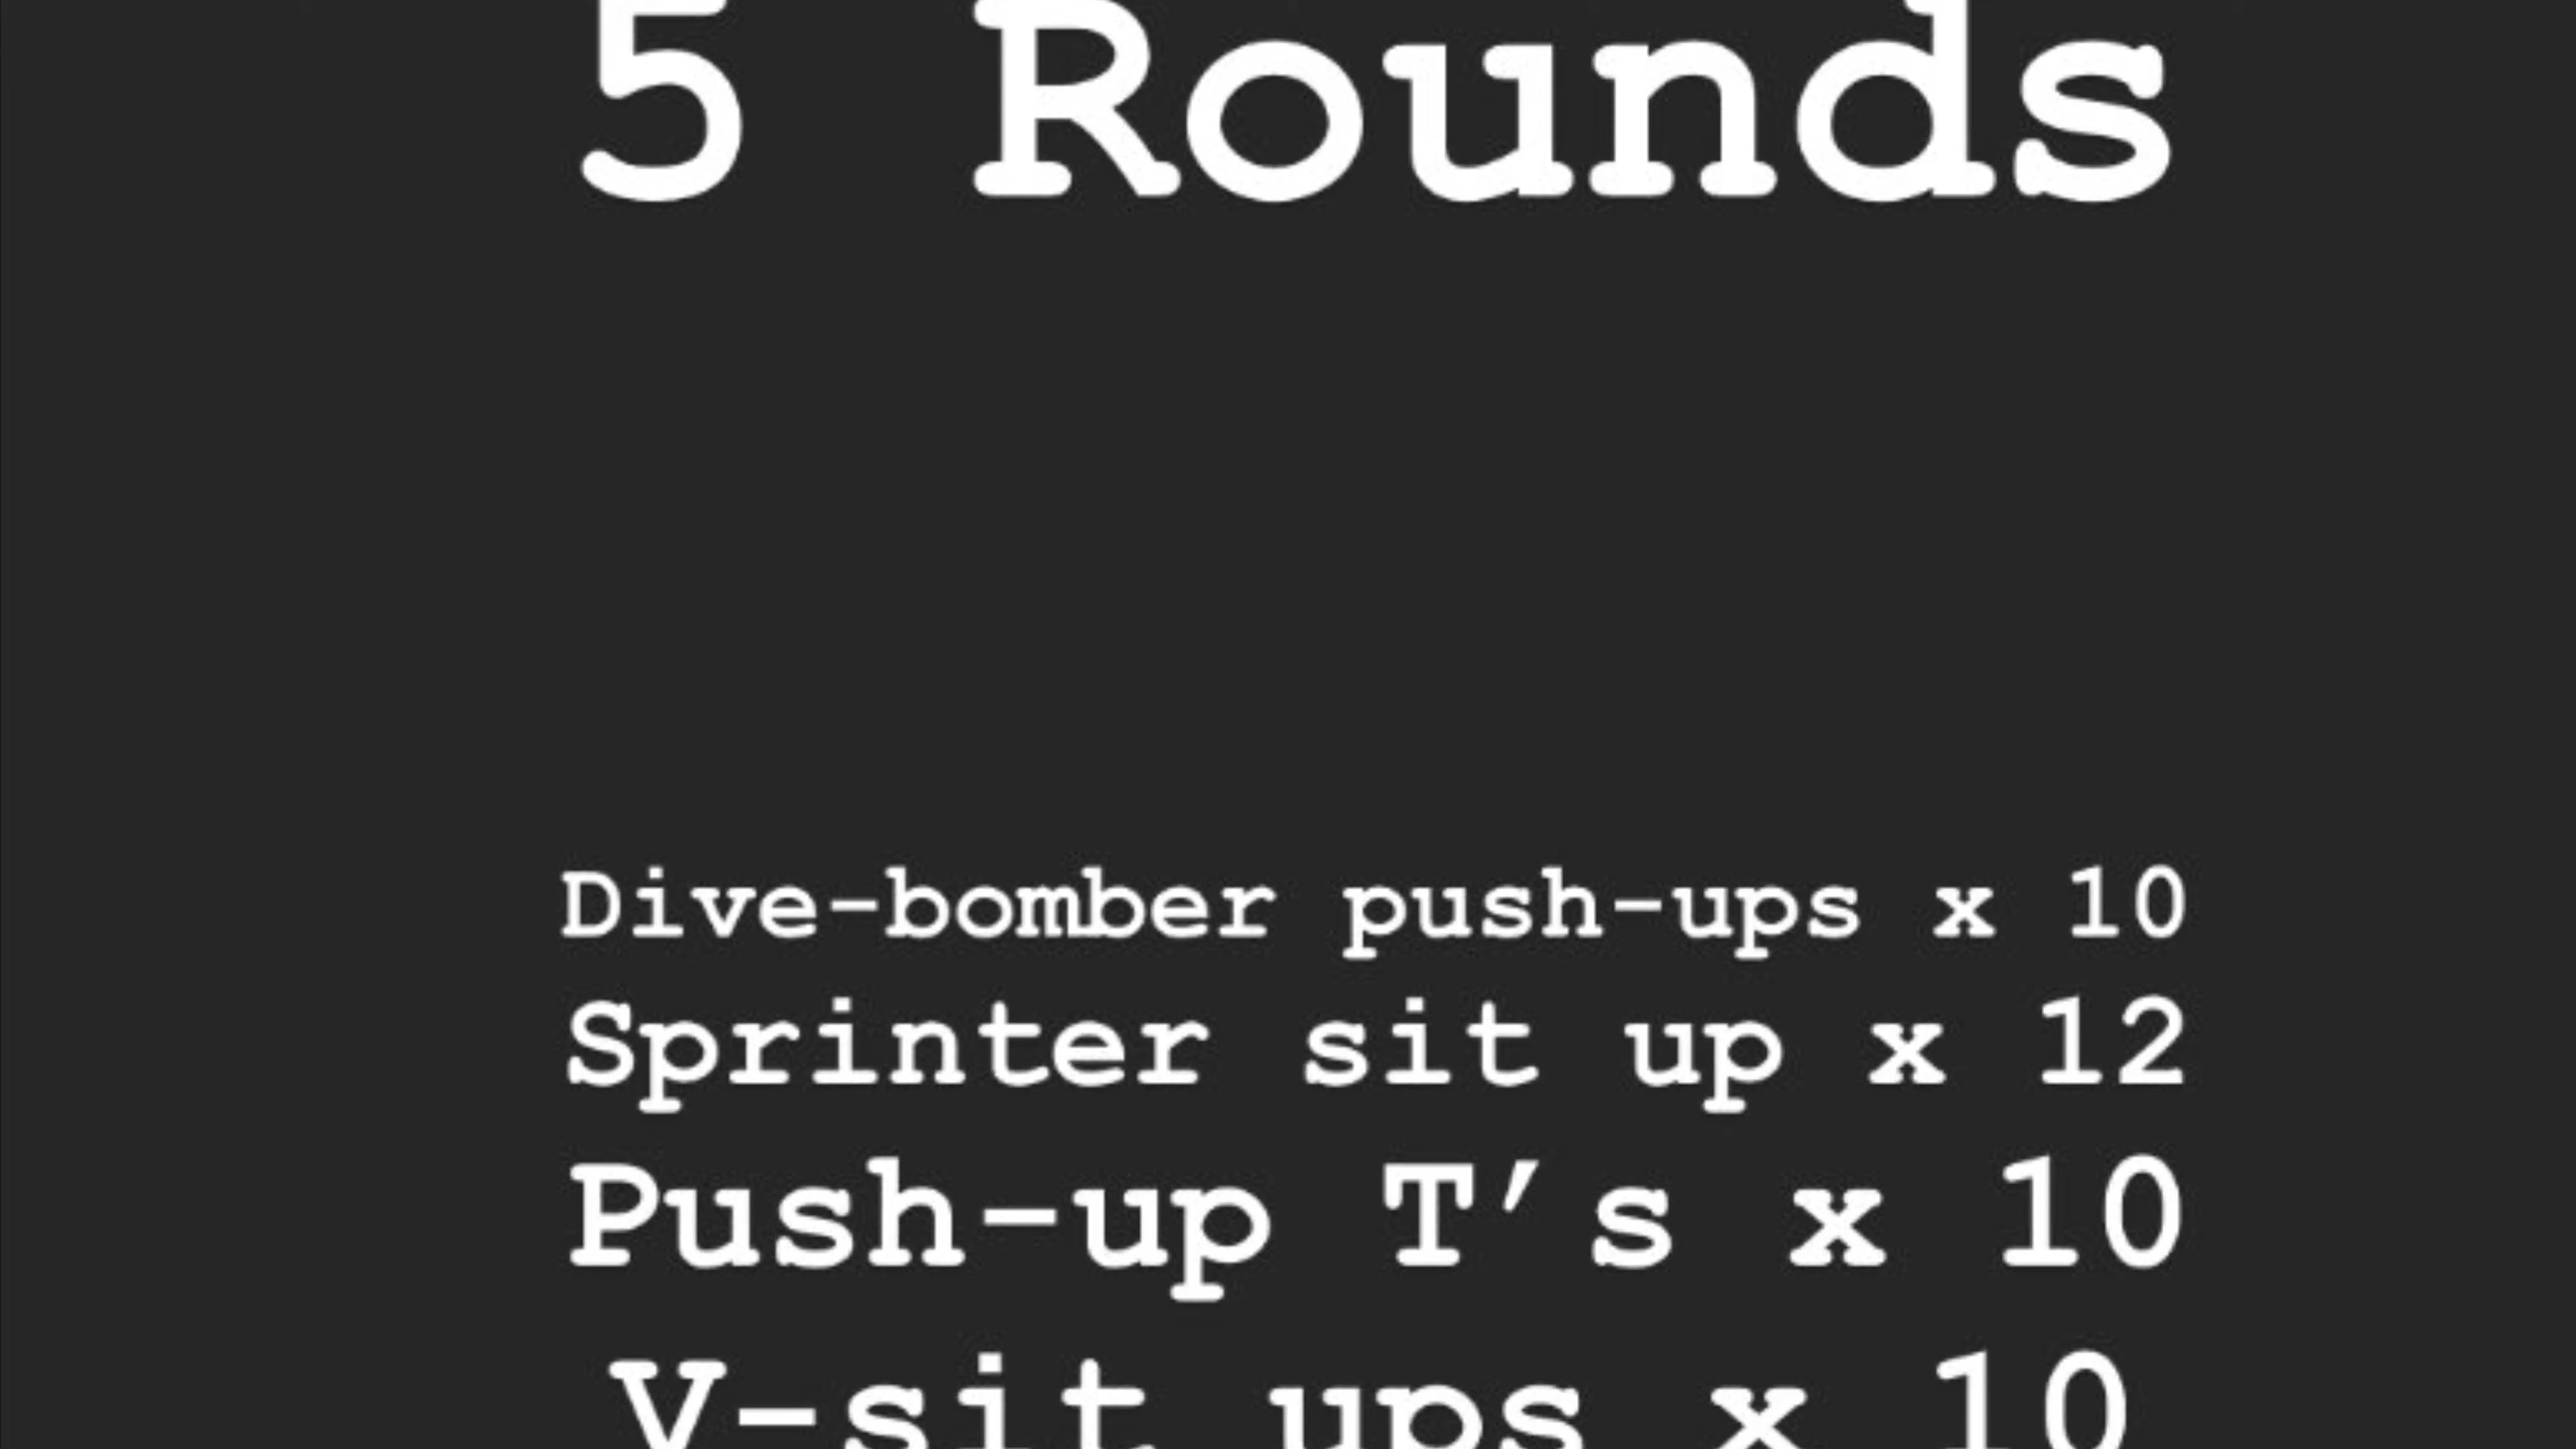 5 Rounds
Dive-bomber push-ups x 10
Sprinter sit up x 12
Push-up T's x 10
V-sit ups x 10